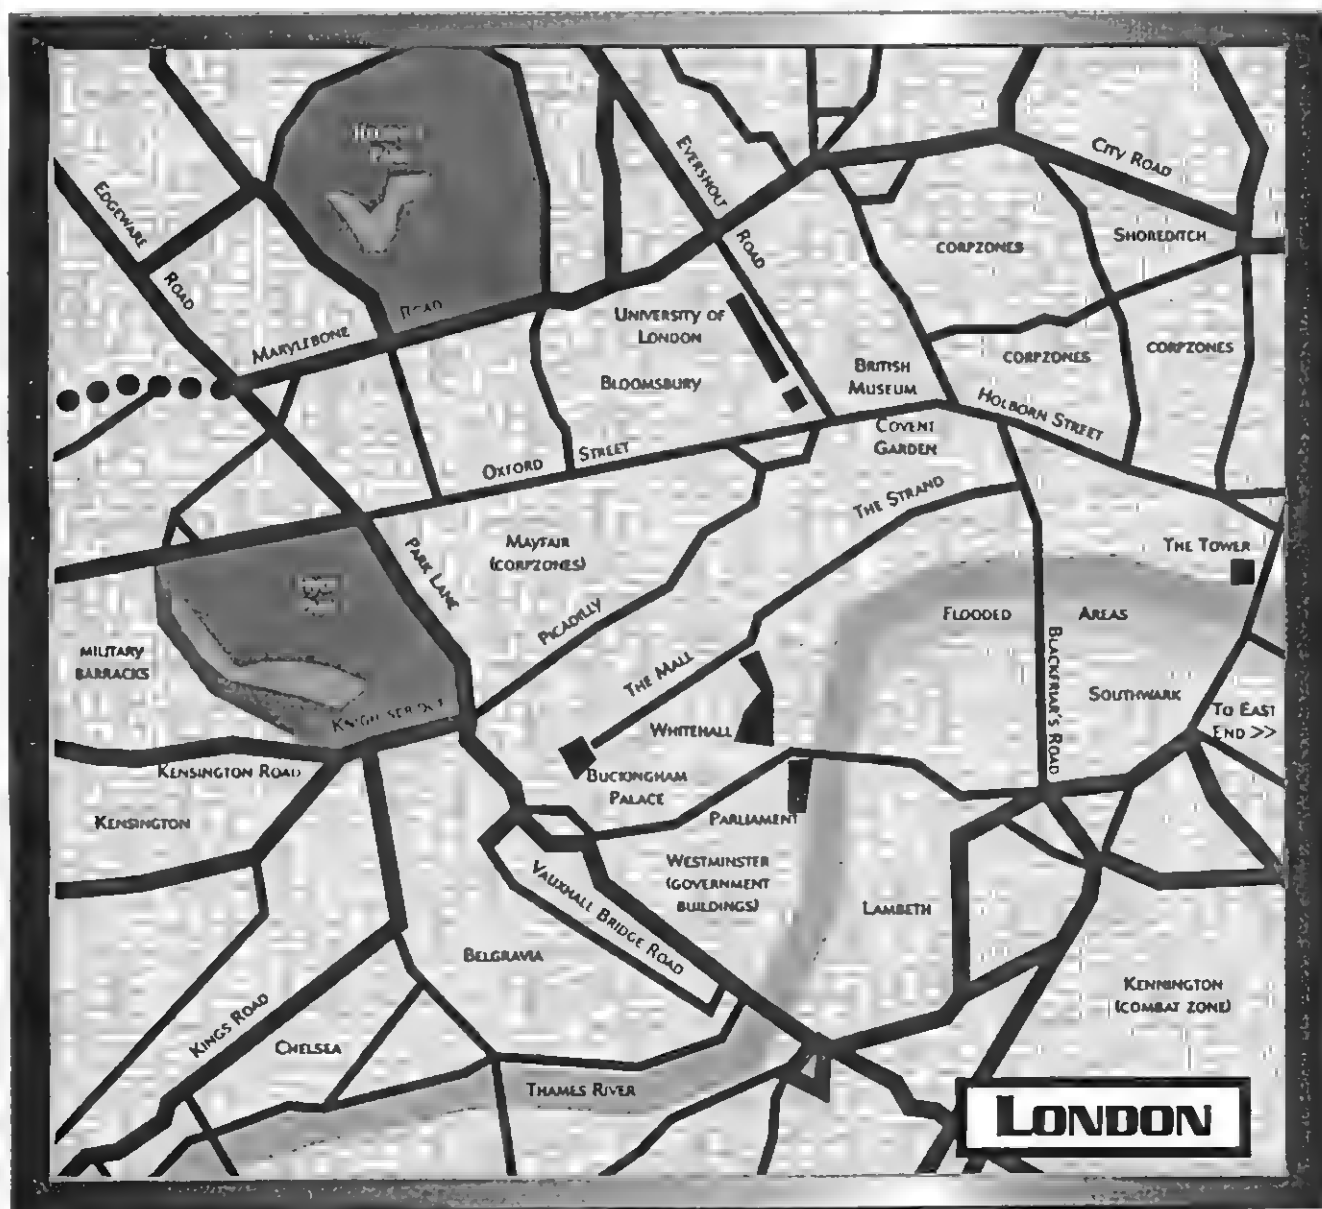 EVERSHOLT
ROAD
CITY ROAD
EDGEWARE
ROAD
SHOREDITCH
CORPZONES
MARYLEBONE
ROAD
UNIVERSITY OF
LONDON
BLOOMSBURY
BRITISH
MUSEUM
CORPZONES
CORPZONES
HOLBORN STREET
COVENT
GARDEN
OXFORD
STREET
THE STRAND
PARK LANE
MAYFAIR
(CORPZONES)
THE TOWER
PICADILLY
FLOODED
AREAS
MILITARY
BARRACKS
THE MALL
BLACKFRIAR'S ROAD
SOUTHWARK
KNIGHTSBRIDGE
WHITEHALL
TO EAST
END >>
KENSINGTON ROAD
BUCKINGHAM
PALACE
KENSINGTON
PARLIAMENT
WESTMINSTER
(GOVERNMENT
BUILDINGS)
VAUXHALL BRIDGE ROAD
LAMBETH
BELGRAVIA
KENNINGTON
(COMBAT ZONE)
KINGS ROAD
CHELSEA
THAMES RIVER
LONDON